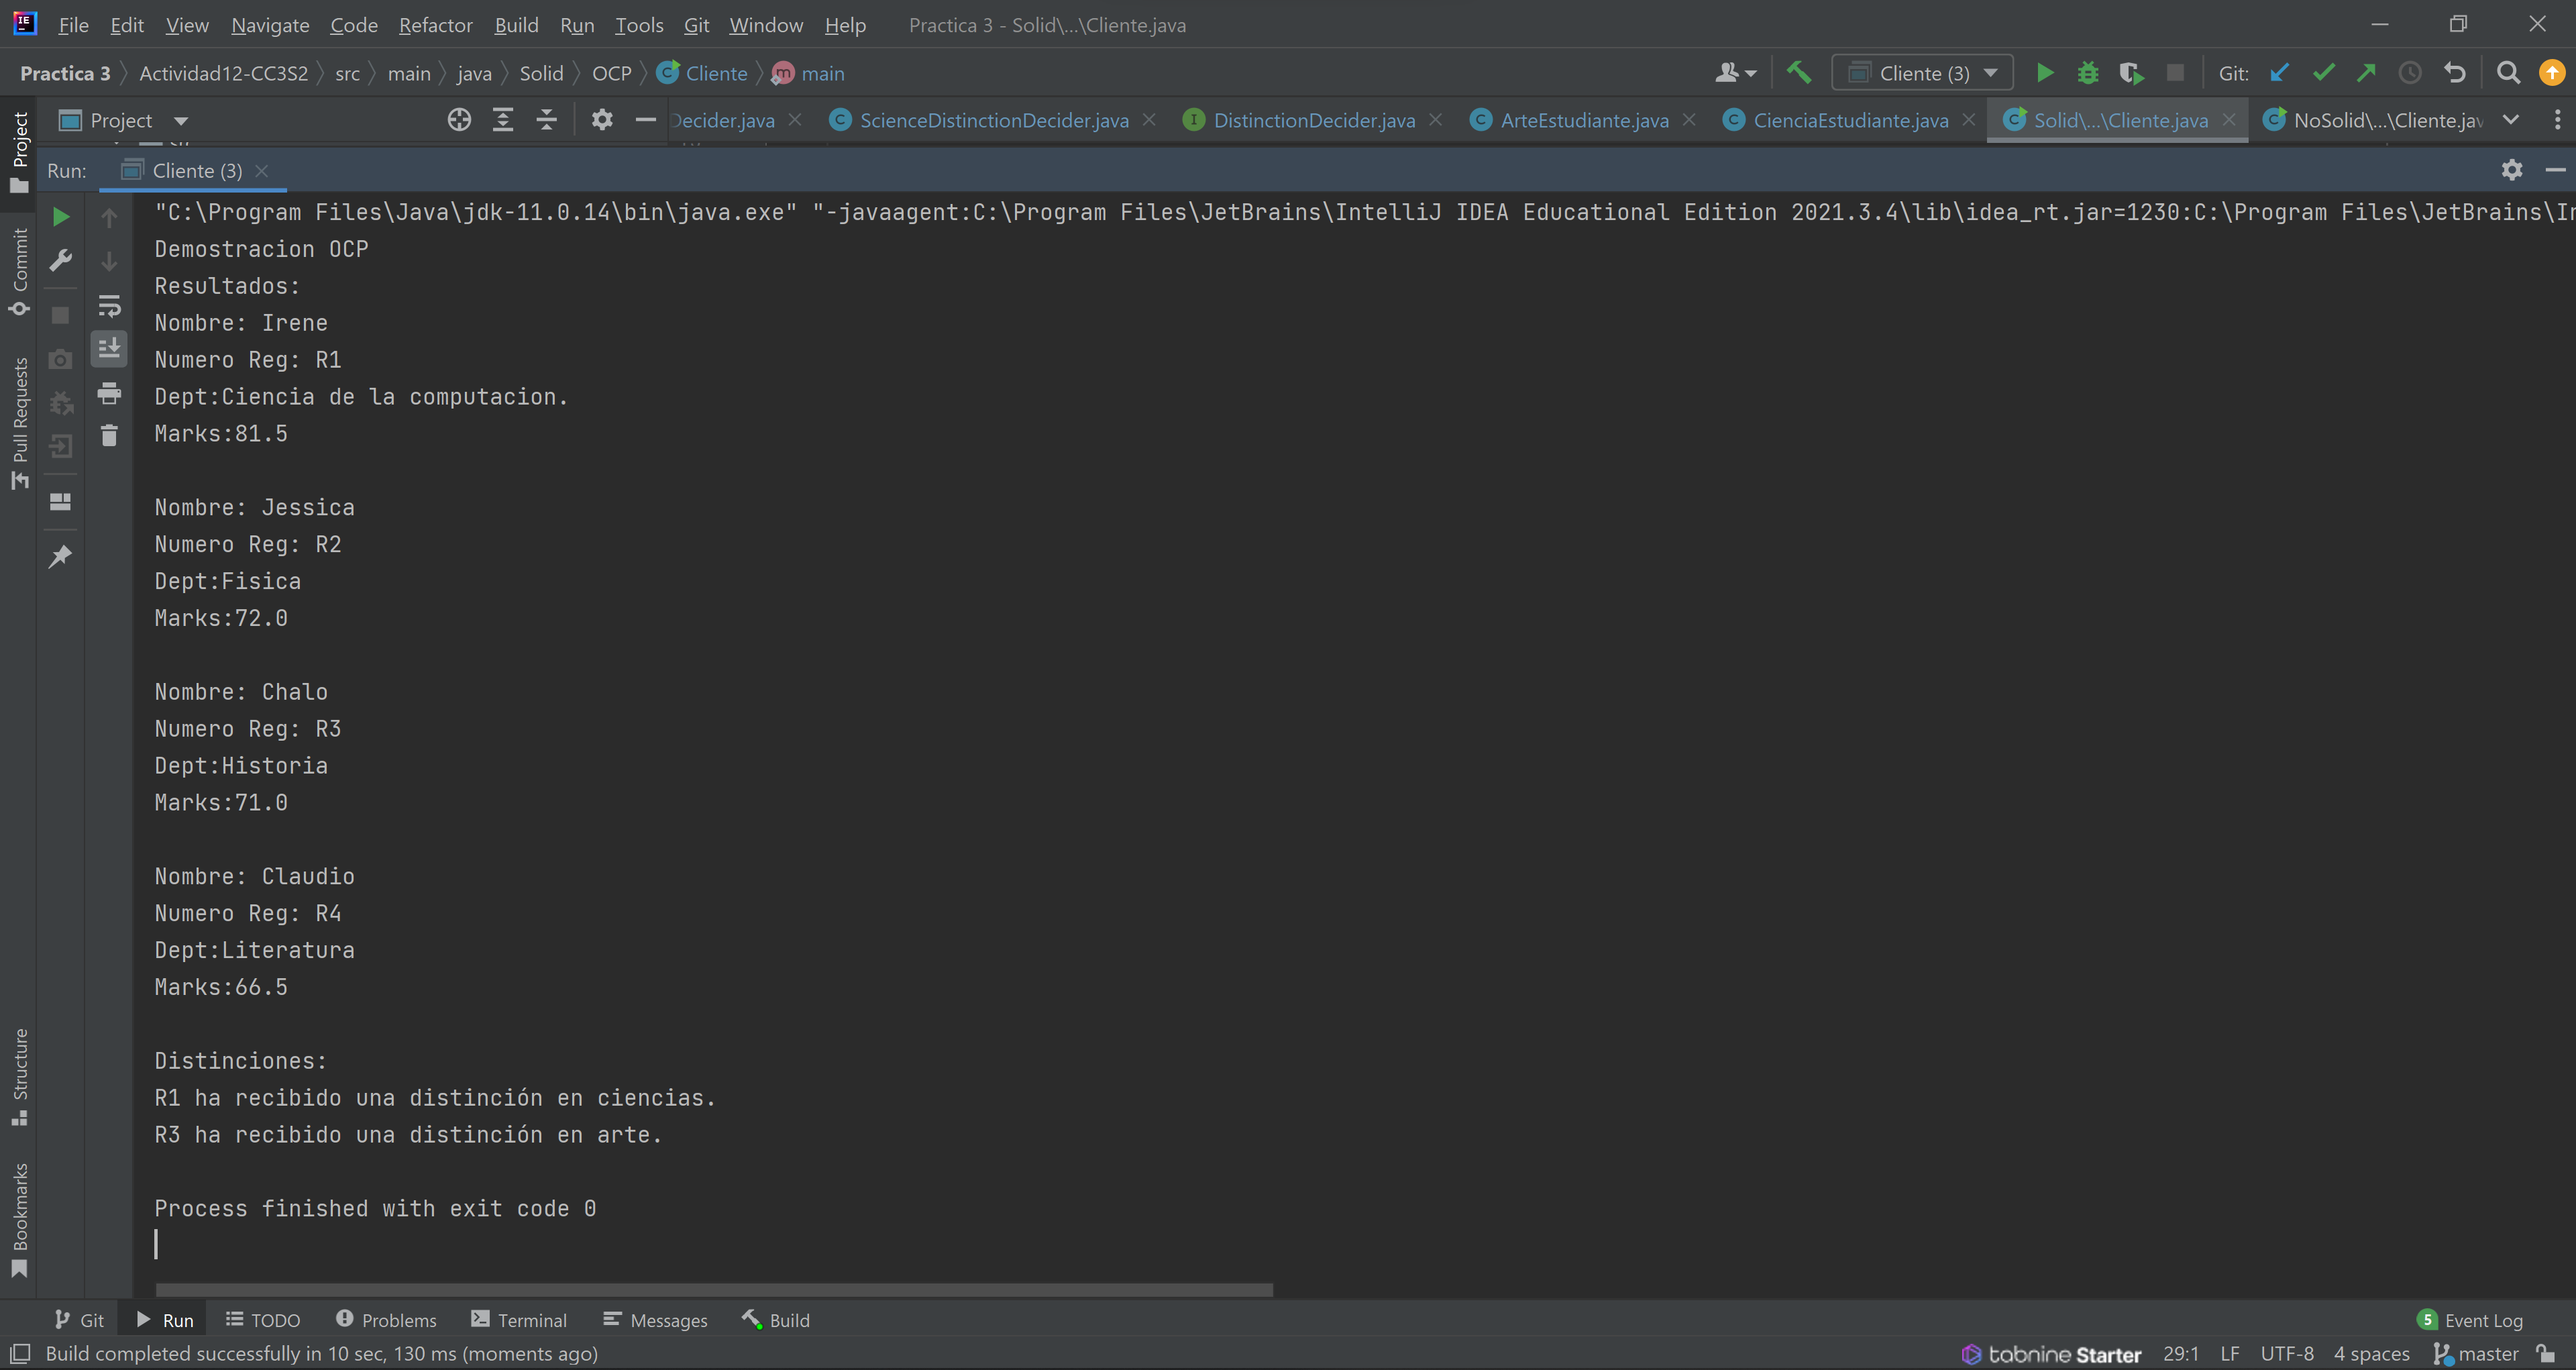 File Edit View Navigate Code Refactor Build Run Tools Git Window Help Practica 3 - Solid\...\Cliente.java
Practica 3 Actividad12-CC3S2 src main java Solid OCP Cliente main Cliente (3) Git:
Project Decider.java ScienceDistinctionDecider.java DistinctionDecider.java ArteEstudiante.java CienciaEstudiante.java Solid\...\Cliente.java NoSolid\...\Cliente.jav
Run: Cliente (3)
"C:\Program Files\Java\jdk-11.0.14\bin\java.exe" "-javaagent:C:\Program Files\JetBrains\IntelliJ IDEA Educational Edition 2021.3.4\lib\idea_rt.jar=1230:C:\Program Files\JetBrains\In
Demostracion OCP
Resultados:
Nombre: Irene
Numero Reg: R1
Dept:Ciencia de la computacion.
Marks:81.5
Nombre: Jessica
Numero Reg: R2
Dept:Fisica
Marks:72.0
Nombre: Chalo
Numero Reg: R3
Dept:Historia
Marks:71.0
Nombre: Claudio
Numero Reg: R4
Dept:Literatura
Marks:66.5
Distinciones:
R1 ha recibido una distinción en ciencias.
R3 ha recibido una distinción en arte.
Process finished with exit code 0
Project
Commit
Pull Requests
Structure
Bookmarks
Git Run TODO Problems Terminal Messages Build 5 Event Log
Build completed successfully in 10 sec, 130 ms (moments ago) tabnine Starter 29:1 LF UTF-8 4 spaces master